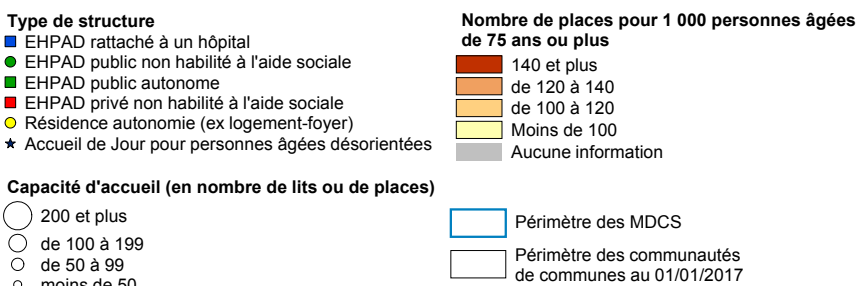 Type de structure
EHPAD rattaché à un hôpital
EHPAD public non habilité à l'aide sociale
EHPAD public autonome
EHPAD privé non habilité à l'aide sociale
Résidence autonomie (ex logement-foyer)
Accueil de Jour pour personnes âgées désorientées
Capacité d'accueil (en nombre de lits ou de places)
200 et plus
de 100 à 199
de 50 à 99
moins de 50
Nombre de places pour 1 000 personnes âgées
de 75 ans ou plus
140 et plus
de 120 à 140
de 100 à 120
Moins de 100
Aucune information
Périmètre des MDCS
Périmètre des communautés
de communes au 01/01/2017